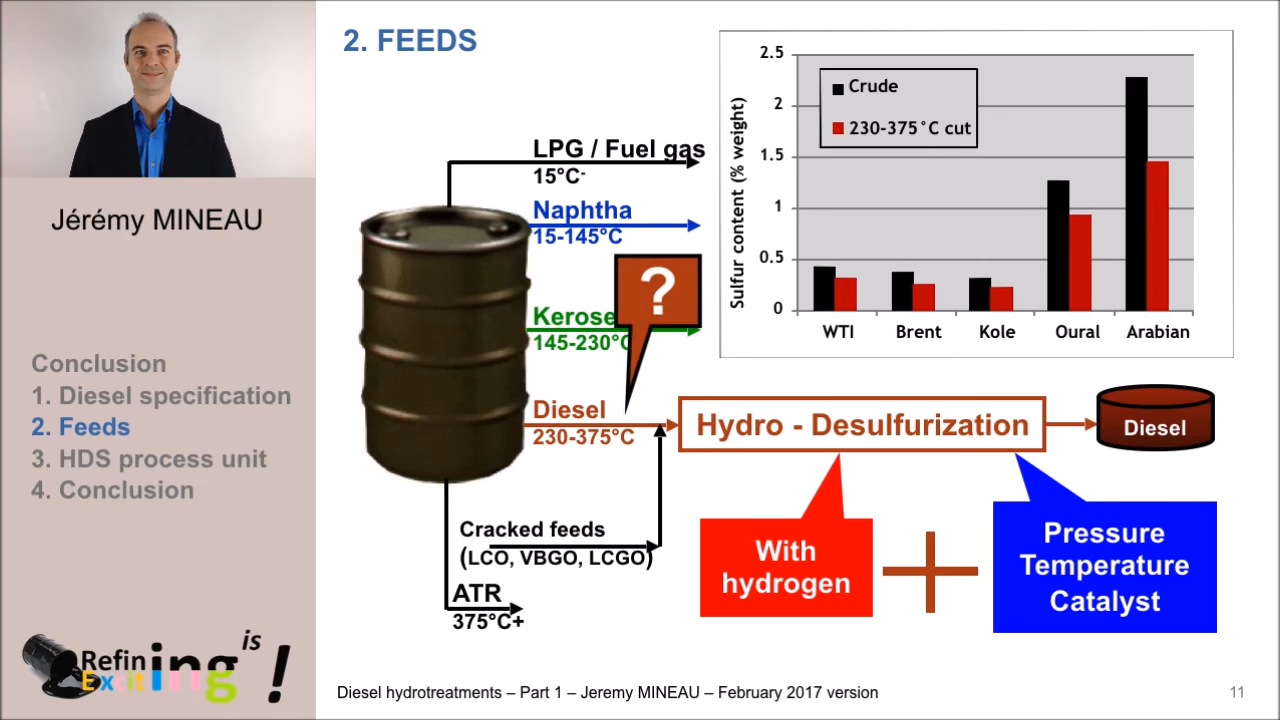 Jérémy MINEAU
Conclusion
1. Diesel specification
2. Feeds
3. HDS process unit
4. Conclusion
Refining is
Exciting !
2. FEEDS
LPG / Fuel gas
15°C-
Naphtha
15-145°C
?
Kerose
145-230°C
Diesel
230-375°C
Cracked feeds
(LCO, VBGO, LCGO)
ATR
375°C+
Sulfur content (% weight)
2.5
2
1.5
1
0.5
0
Crude
230-375°C cut
WTI Brent Kole Oural Arabian
Hydro - Desulfurization
Diesel
With
hydrogen
Pressure
Temperature
Catalyst
Diesel hydrotreatments – Part 1 – Jeremy MINEAU – February 2017 version
11